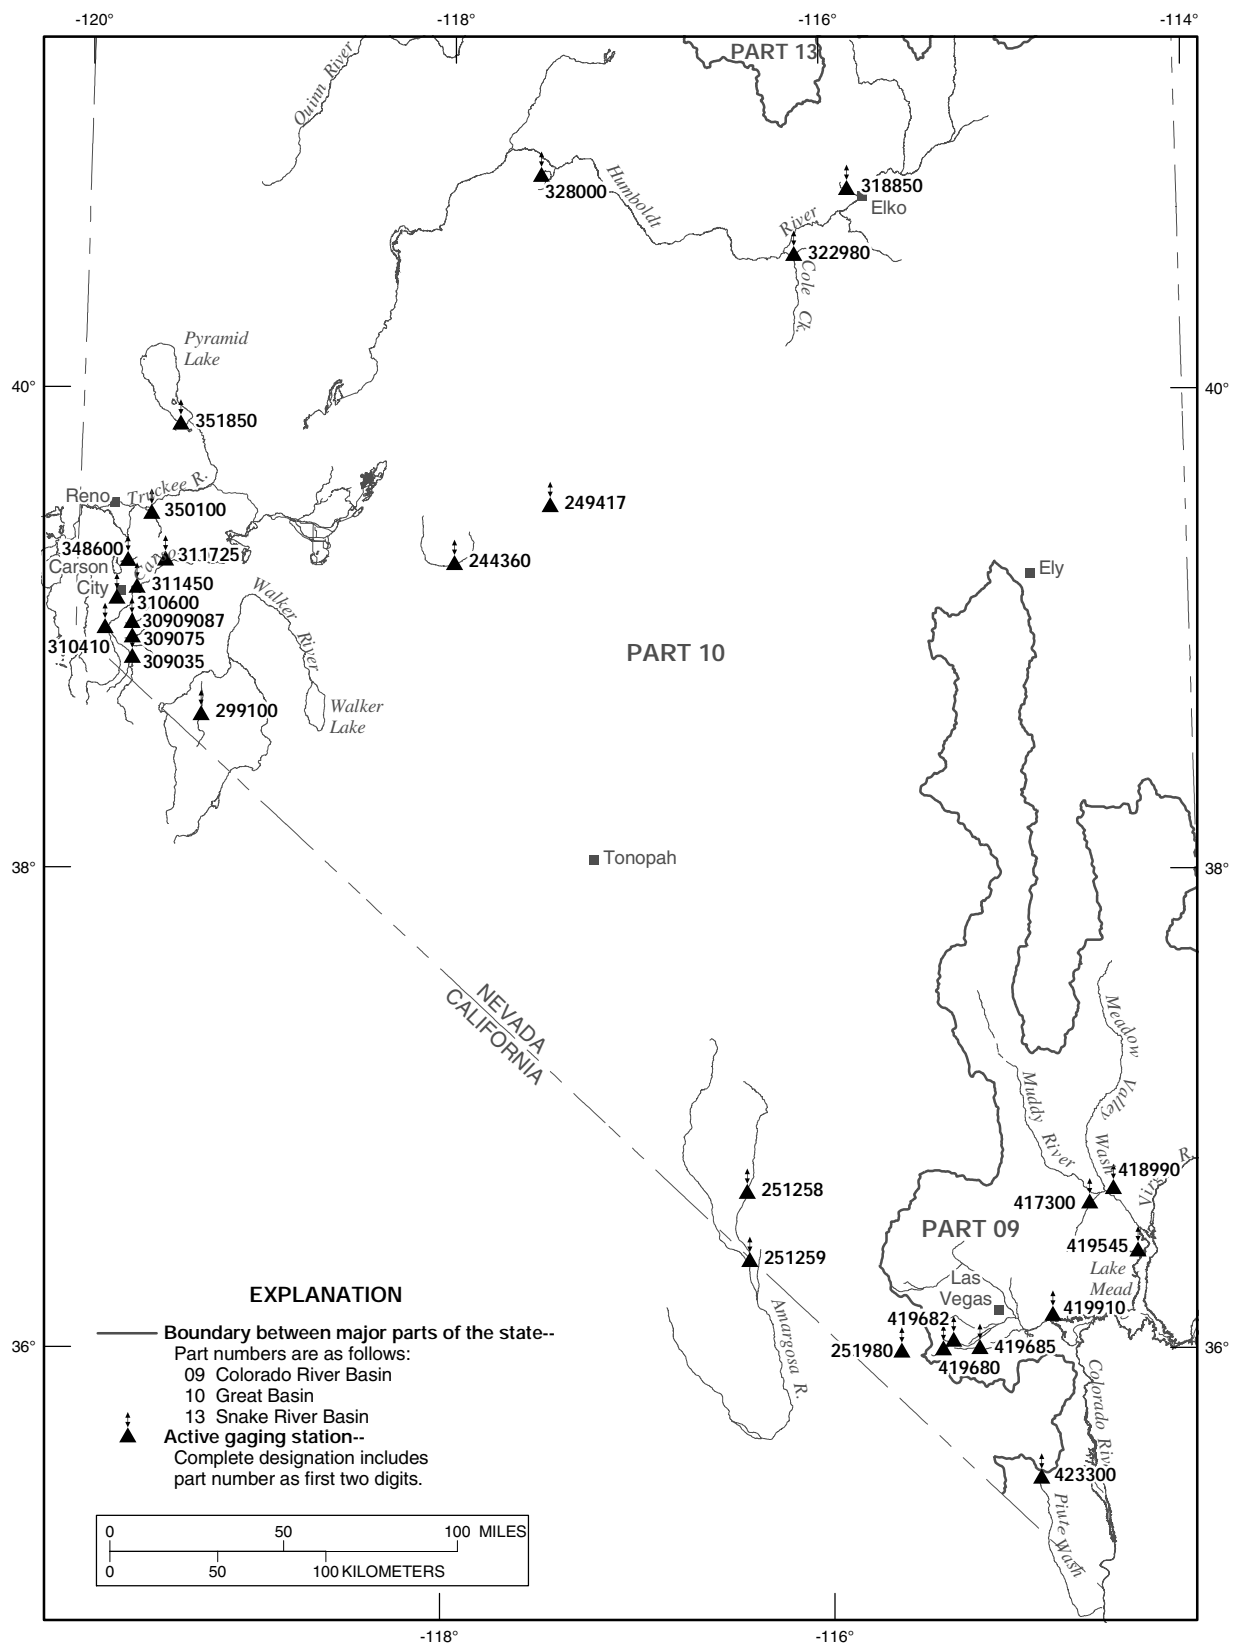 -120°
-118°
-116°
-114°
PART 13
Quinn River
328000
Humboldt
River
318850
Elko
322980
Cole Ck.
Pyramid
Lake
40°
40°
351850
Reno
Truckee R.
350100
249417
348600
311725
244360
Carson
City
311450
310600
30909087
309075
310410
309035
Walker River
Ely
PART 10
299100
Walker
Lake
38°
38°
Tonopah
NEVADA
CALIFORNIA
Meadow Valley Wash
Muddy River
R.
418990
251258
417300
PART 09
419545
251259
Lake
Mead
Las
Vegas
419910
419682
251980
419685
419680
36°
36°
Amargosa R.
423300
Piute Wash
EXPLANATION
Boundary between major parts of the state--
Part numbers are as follows:
09 Colorado River Basin
10 Great Basin
13 Snake River Basin
Active gaging station--
Complete designation includes
part number as first two digits.
0 50 100 MILES
0 50 100 KILOMETERS
-118°
-116°